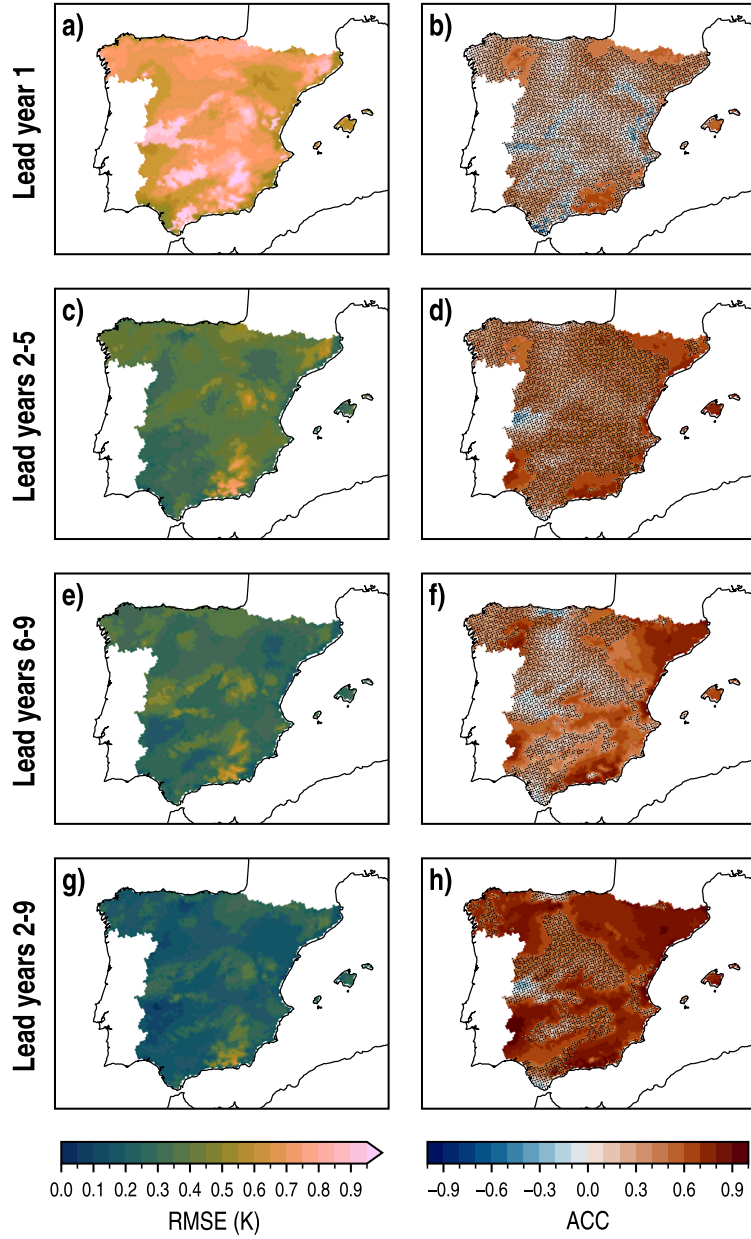 a)
b)
Lead year 1
c)
d)
Lead years 2-5
e)
f)
Lead years 6-9
g)
h)
Lead years 2-9
0.0 0.1 0.2 0.3 0.4 0.5 0.6 0.7 0.8 0.9
RMSE (K)
−0.9 −0.6 −0.3 0.0 0.3 0.6 0.9
ACC